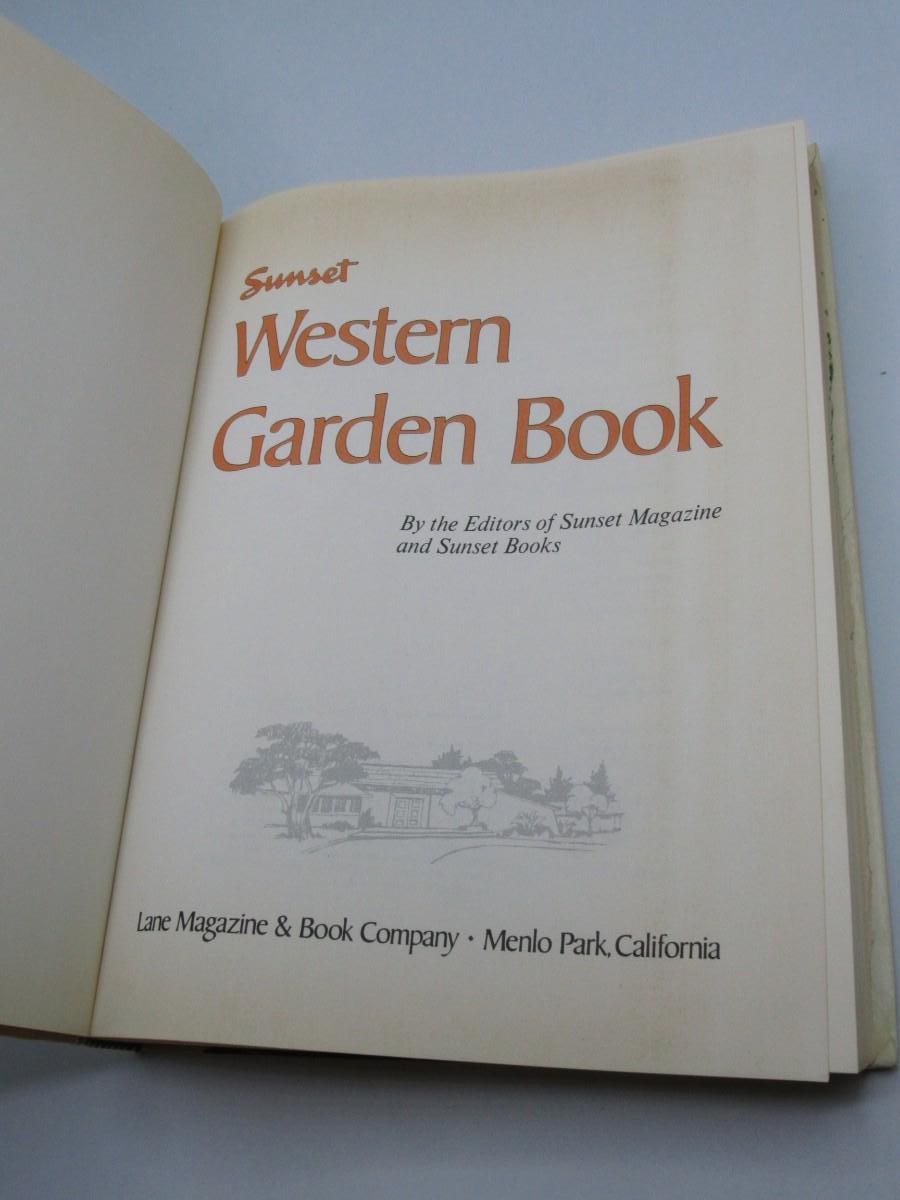 Sunset
Western
Garden Book
By the Editors of Sunset Magazine
and Sunset Books
Lane Magazine & Book Company · Menlo Park, California